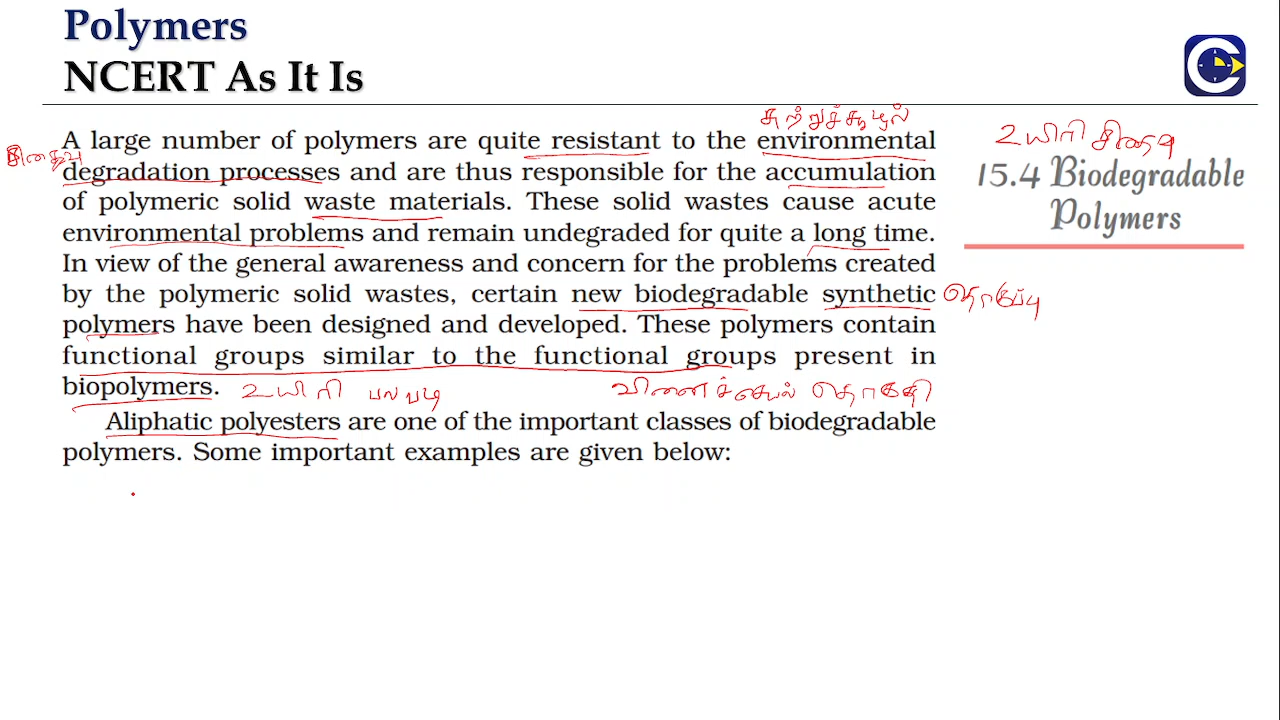 Polymers
NCERT As It Is
சுற்றுச்சூழல்
உயிரி சிதைவு
A large number of polymers are quite resistant to the environmental
சிதைவு
degradation processes and are thus responsible for the accumulation
15.4 Biodegradable
Polymers
of polymeric solid waste materials. These solid wastes cause acute
environmental problems and remain undegraded for quite a long time.
In view of the general awareness and concern for the problems created
by the polymeric solid wastes, certain new biodegradable synthetic தொகுப்பு
polymers have been designed and developed. These polymers contain
functional groups similar to the functional groups present in
biopolymers. உயிரி பலபடி வினைச்செயல் தொகுதி
Aliphatic polyesters are one of the important classes of biodegradable
polymers. Some important examples are given below: